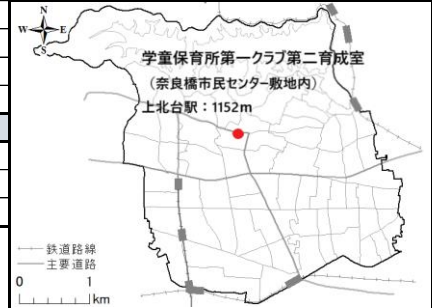 N
W E
S
学童保育所第一クラブ第二育成室
(奈良橋市民センター敷地内)
上北台駅:1152m
鉄道路線
主要道路
0 1
km